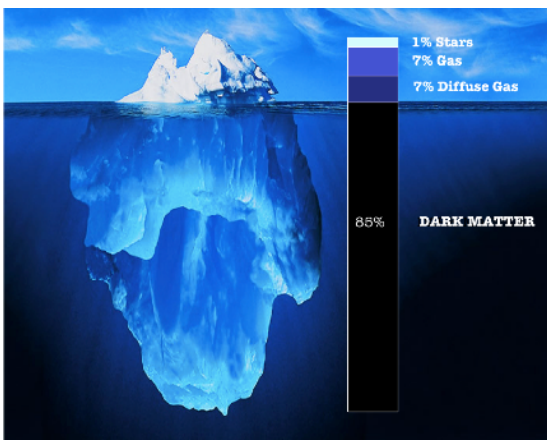 1% Stars
7% Gas
7% Diffuse Gas
85%
DARK MATTER